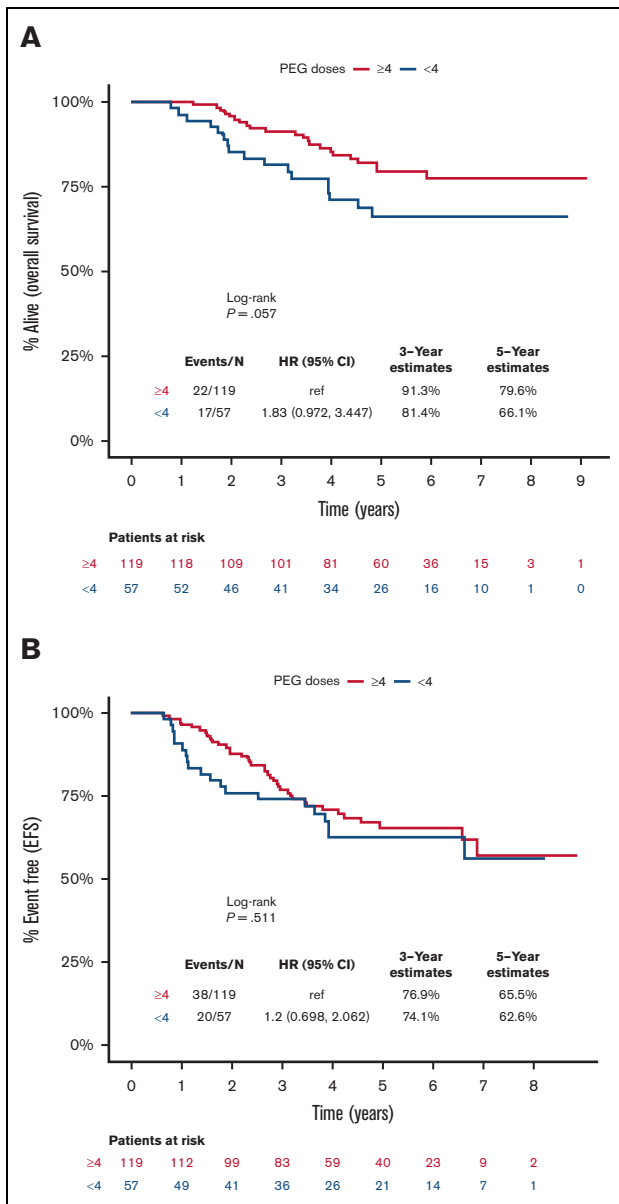 A
PEG doses ≥4 <4
100%
75%
50%
25%
0%
% Alive (overall survival)
Log-rank
P = .057
Events/N HR (95% CI) 3–Year estimates 5–Year estimates
≥4 22/119 ref 91.3% 79.6%
<4 17/57 1.83 (0.972, 3.447) 81.4% 66.1%
0 1 2 3 4 5 6 7 8 9
Time (years)
Patients at risk
≥4 119 118 109 101 81 60 36 15 3 1
<4 57 52 46 41 34 26 16 10 1 0
B
PEG doses ≥4 <4
100%
75%
50%
25%
0%
% Event free (EFS)
Log-rank
P = .511
Events/N HR (95% CI) 3–Year estimates 5–Year estimates
≥4 38/119 ref 76.9% 65.5%
<4 20/57 1.2 (0.698, 2.062) 74.1% 62.6%
0 1 2 3 4 5 6 7 8
Time (years)
Patients at risk
≥4 119 112 99 83 59 40 23 9 2
<4 57 49 41 36 26 21 14 7 1